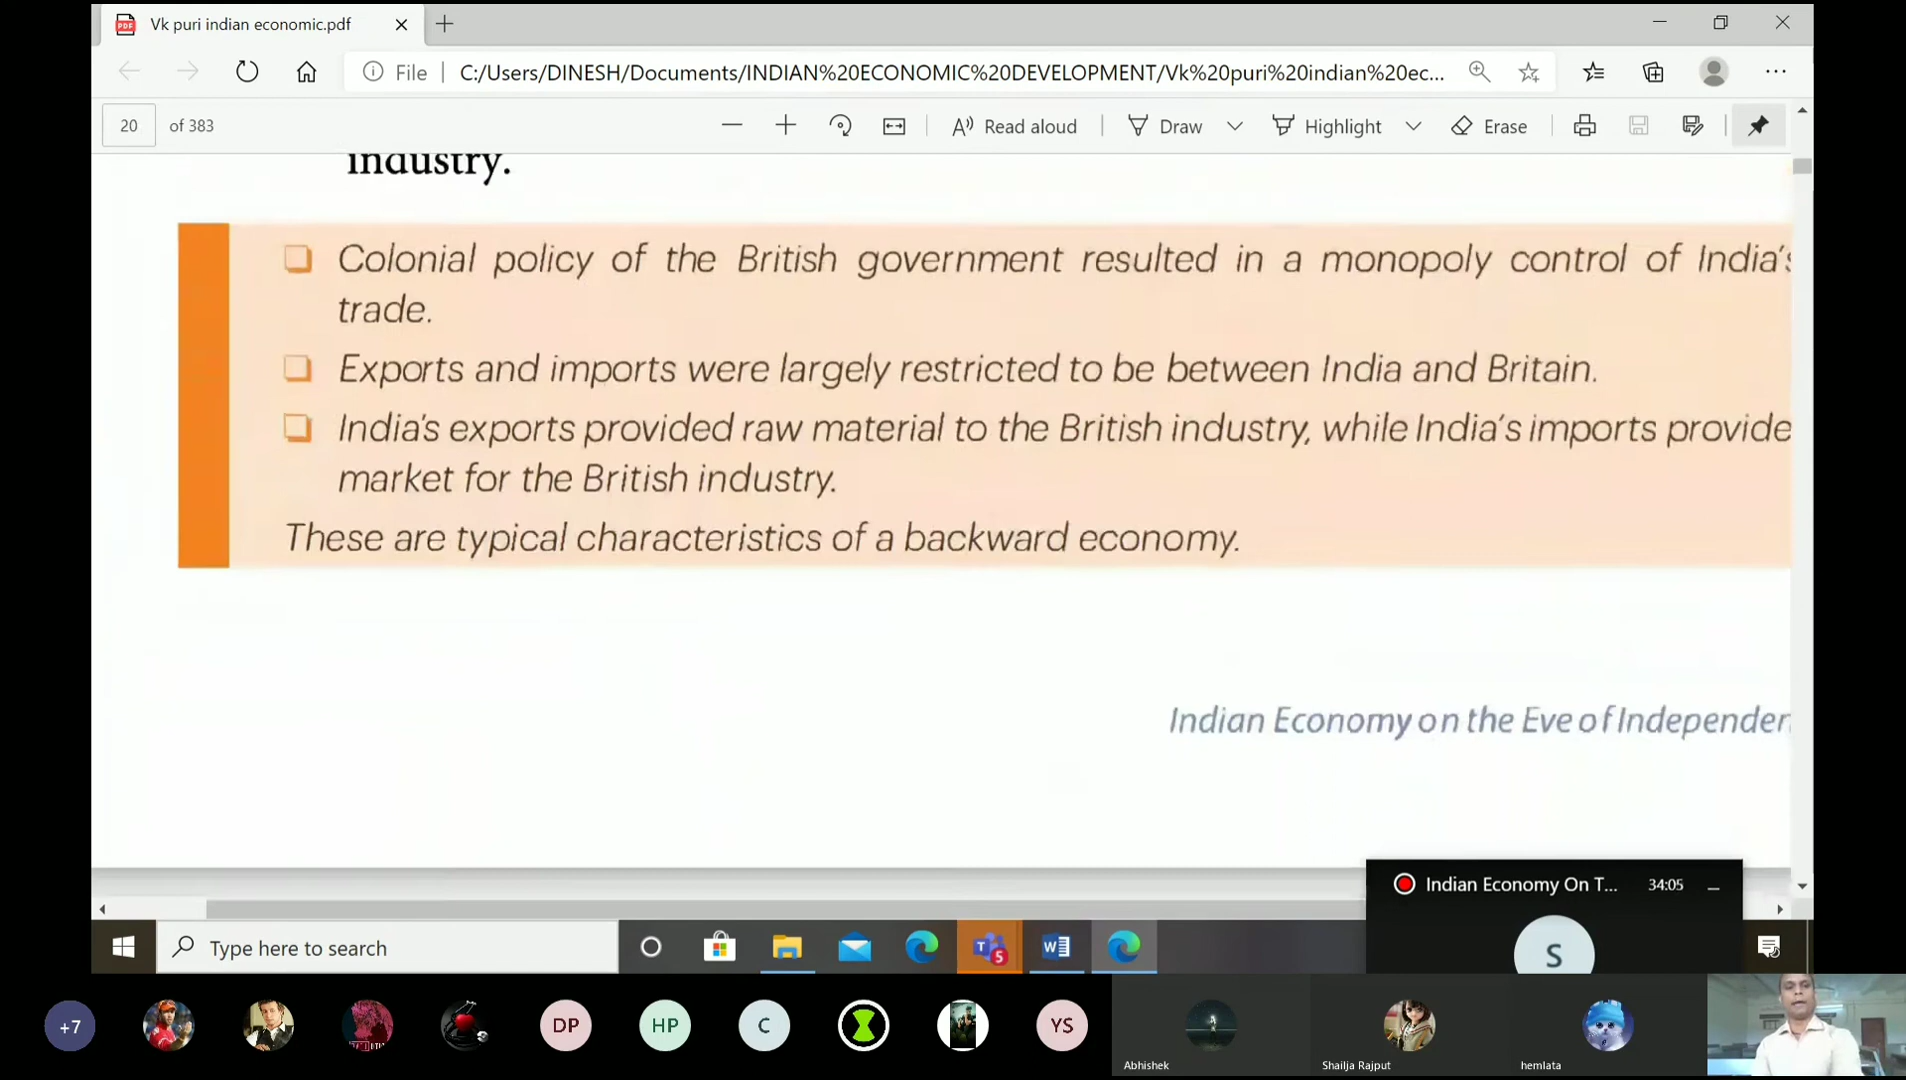 Vk puri indian economic.pdf
File
C:/Users/DINESH/Documents/INDIAN%20ECONOMIC%20DEVELOPMENT/Vk%20puri%20indian%20ec...
20 of 383
Read aloud
Draw
Highlight
Erase
industry.
Colonial policy of the British government resulted in a monopoly control of India's
trade.
Exports and imports were largely restricted to be between India and Britain.
India's exports provided raw material to the British industry, while India's imports provide
market for the British industry.
These are typical characteristics of a backward economy.
Indian Economy on the Eve of Independen
Indian Economy On T... 34:05
S
Type here to search
5
+7
DP
HP
C
YS
Abhishek
Shailja Rajput
hemlata